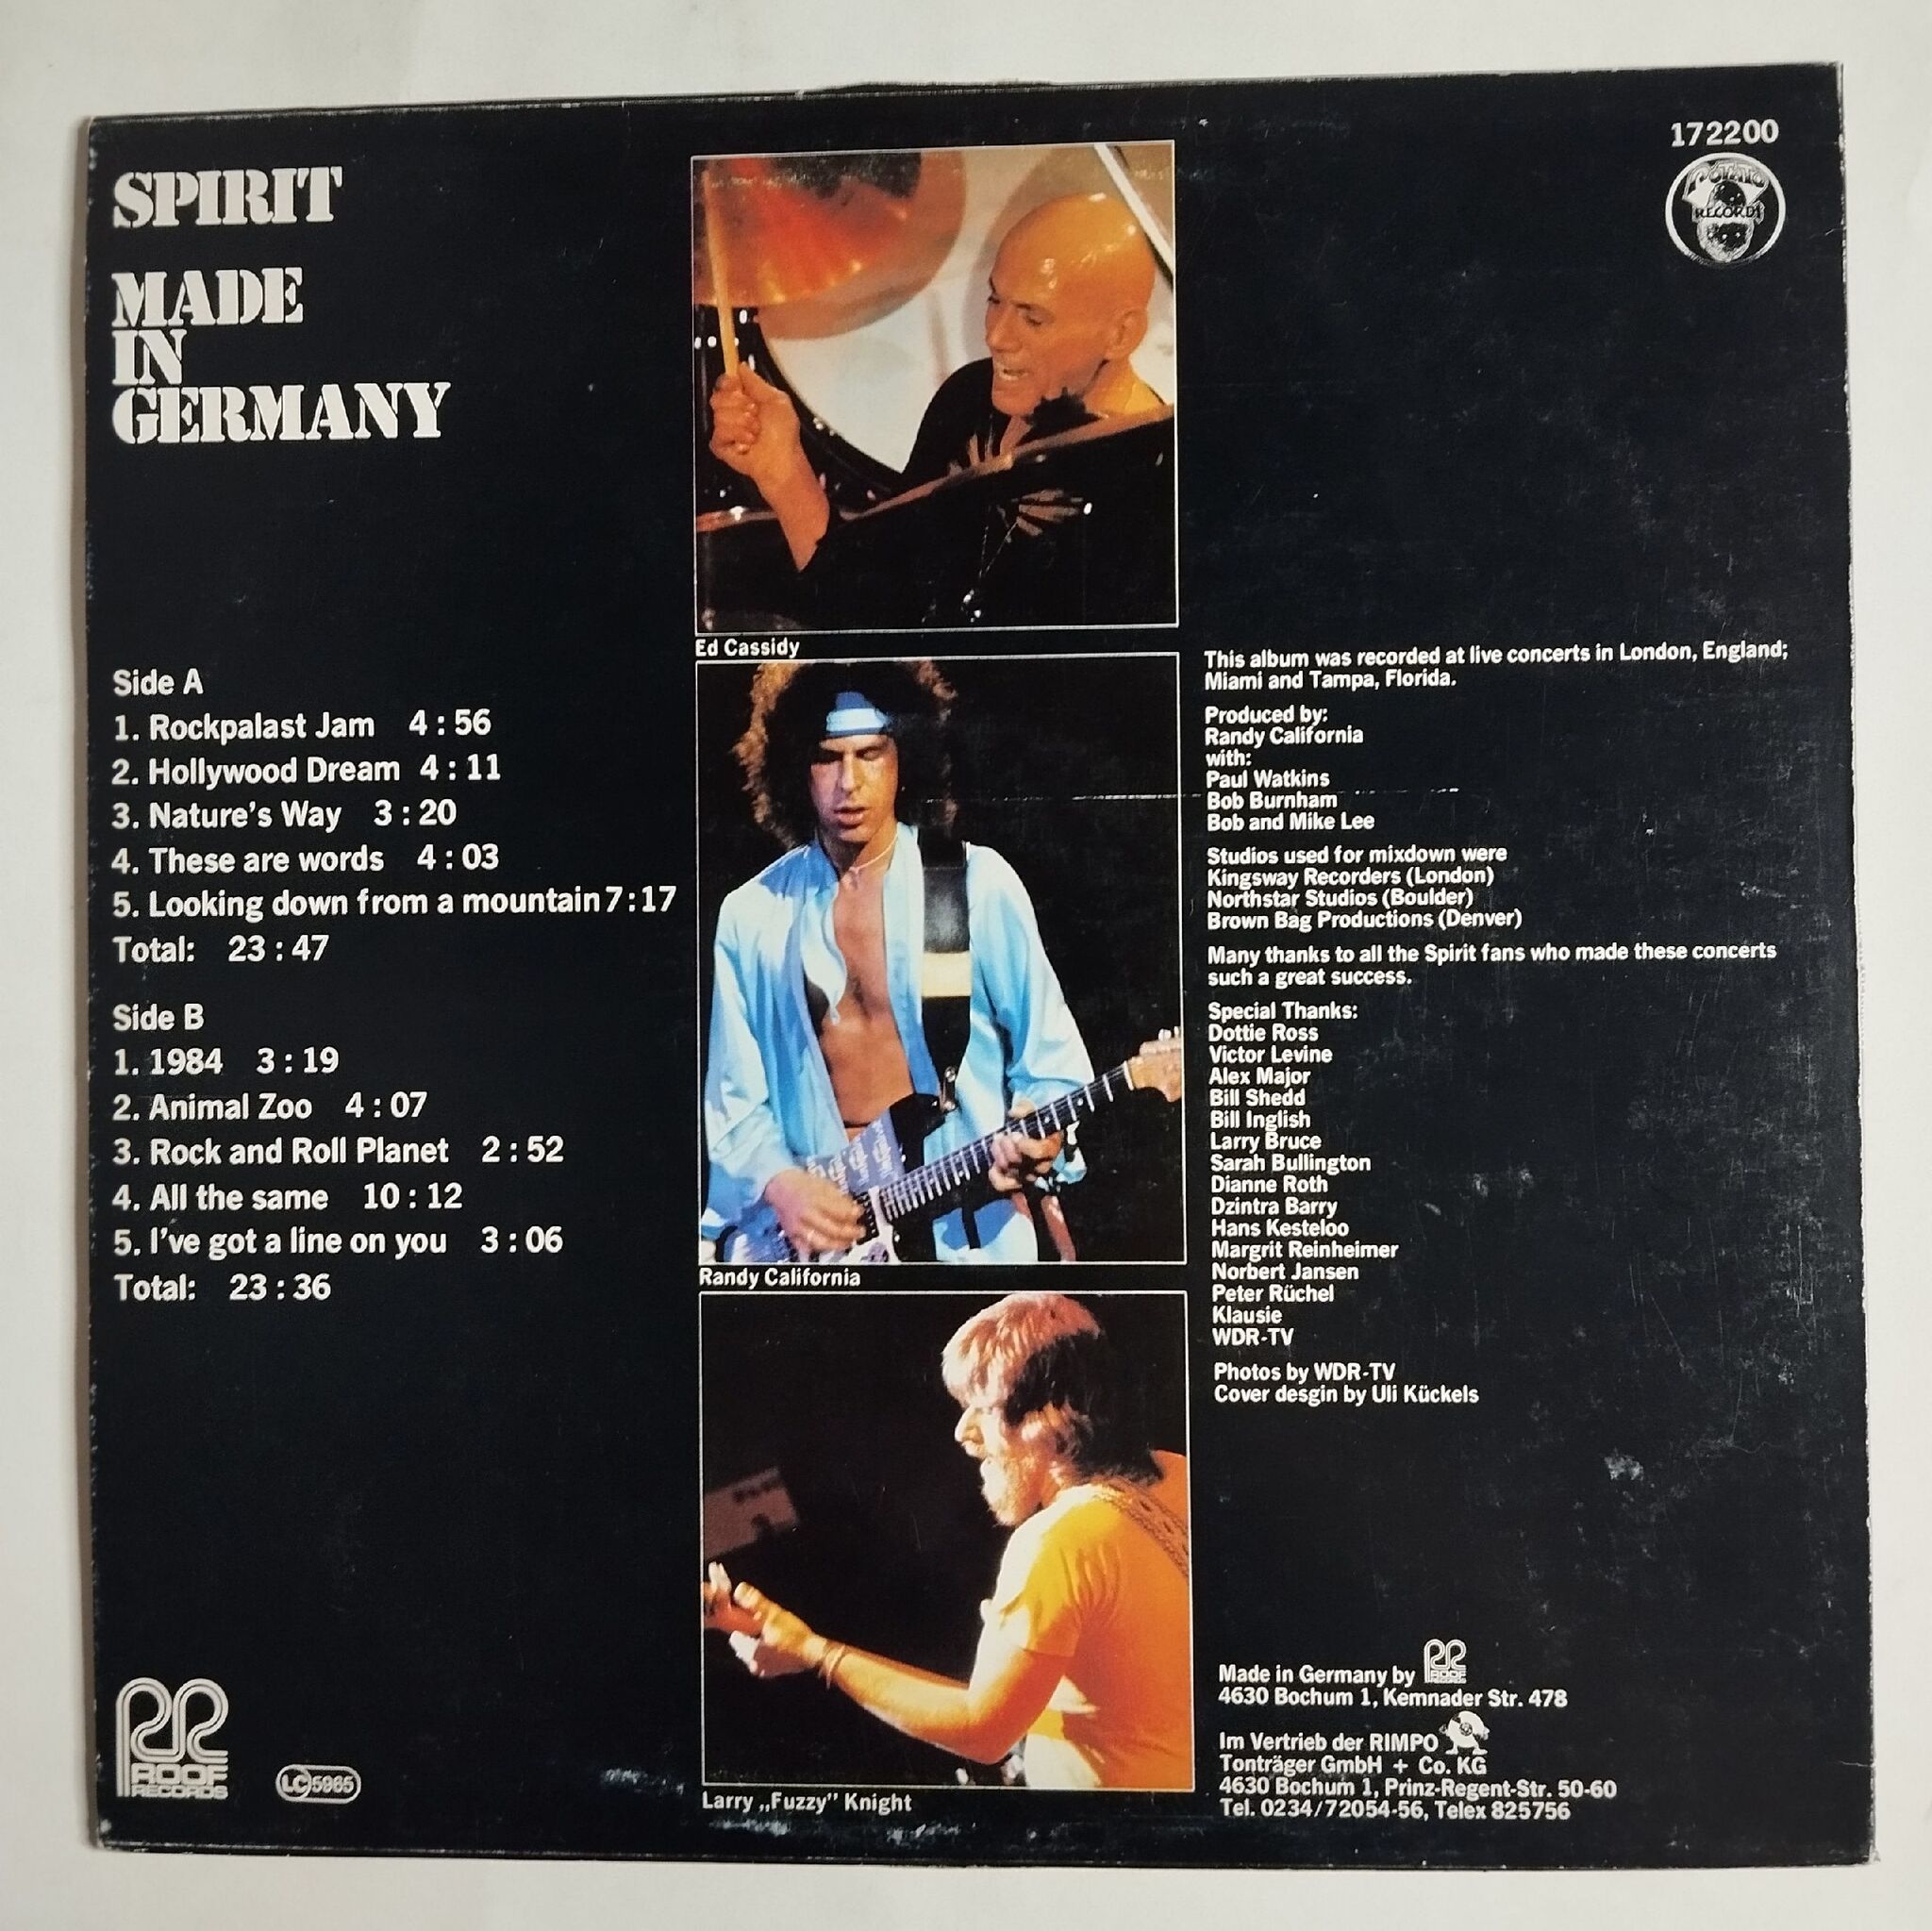 SPIRIT
MADE
IN
GERMANY
Side A
1. Rockpalast Jam 4:56
2. Hollywood Dream 4:11
3. Nature's Way 3:20
4. These are words 4:03
5. Looking down from a mountain 7:17
Total: 23:47
Side B
1. 1984 3:19
2. Animal Zoo 4:07
3. Rock and Roll Planet 2:52
4. All the same 10:12
5. I've got a line on you 3:06
Total: 23:36
ROOF
RECORDS
LC 5965
Ed Cassidy
Randy California
Larry „Fuzzy" Knight
172200
POTATO
RECORDS
This album was recorded at live concerts in London, England;
Miami and Tampa, Florida.
Produced by:
Randy California
with:
Paul Watkins
Bob Burnham
Bob and Mike Lee
Studios used for mixdown were
Kingsway Recorders (London)
Northstar Studios (Boulder)
Brown Bag Productions (Denver)
Many thanks to all the Spirit fans who made these concerts
such a great success.
Special Thanks:
Dottie Ross
Victor Levine
Alex Major
Bill Shedd
Bill Inglish
Larry Bruce
Sarah Bullington
Dianne Roth
Dzintra Barry
Hans Kesteloo
Margrit Reinheimer
Norbert Jansen
Peter Rüchel
Klausie
WDR-TV
Photos by WDR-TV
Cover desgin by Uli Kückels
Made in Germany by ROOF
4630 Bochum 1, Kemnader Str. 478
Im Vertrieb der RIMPO
Tonträger GmbH + Co. KG
4630 Bochum 1, Prinz-Regent-Str. 50-60
Tel. 0234/72054-56, Telex 825756